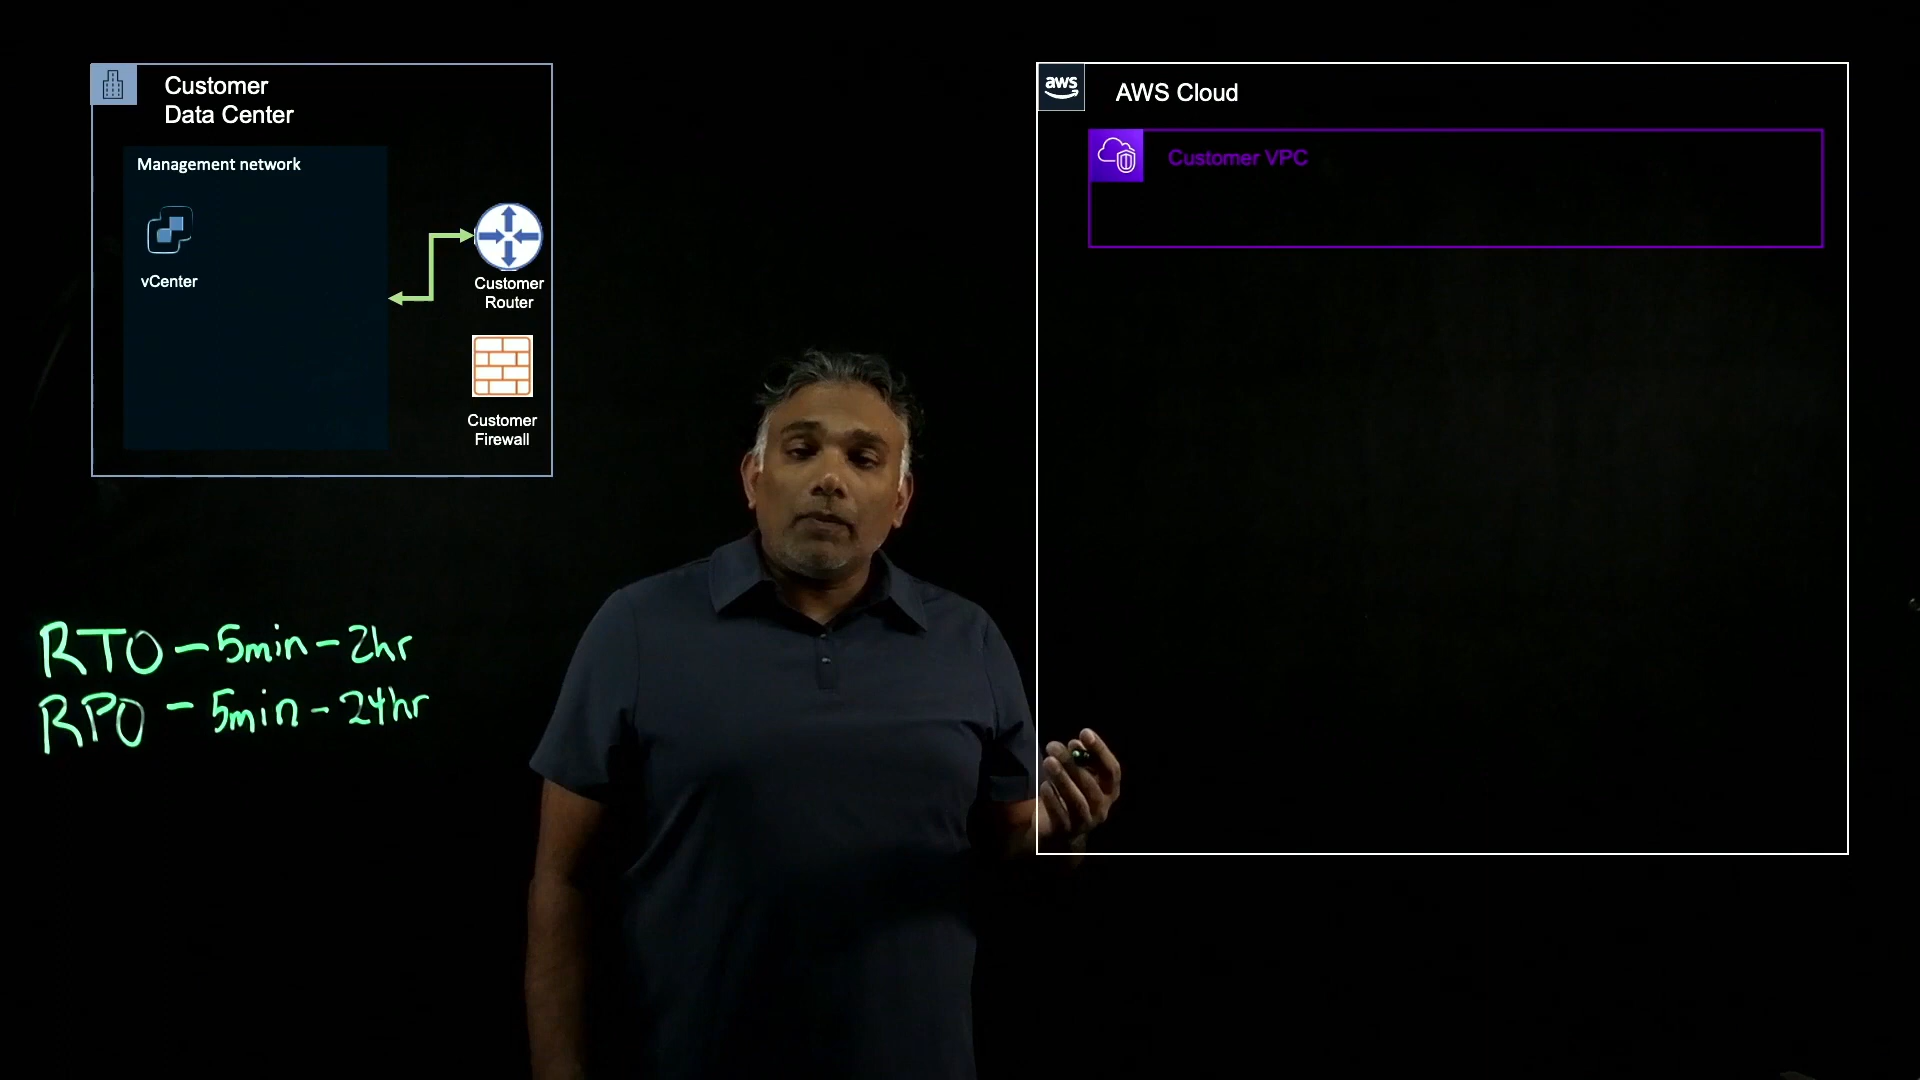 Customer
Data Center
Management network
vCenter
Customer
Router
Customer
Firewall
RTO - 5min - 2hr
RPO - 5min - 24hr
aws
AWS Cloud
Customer VPC